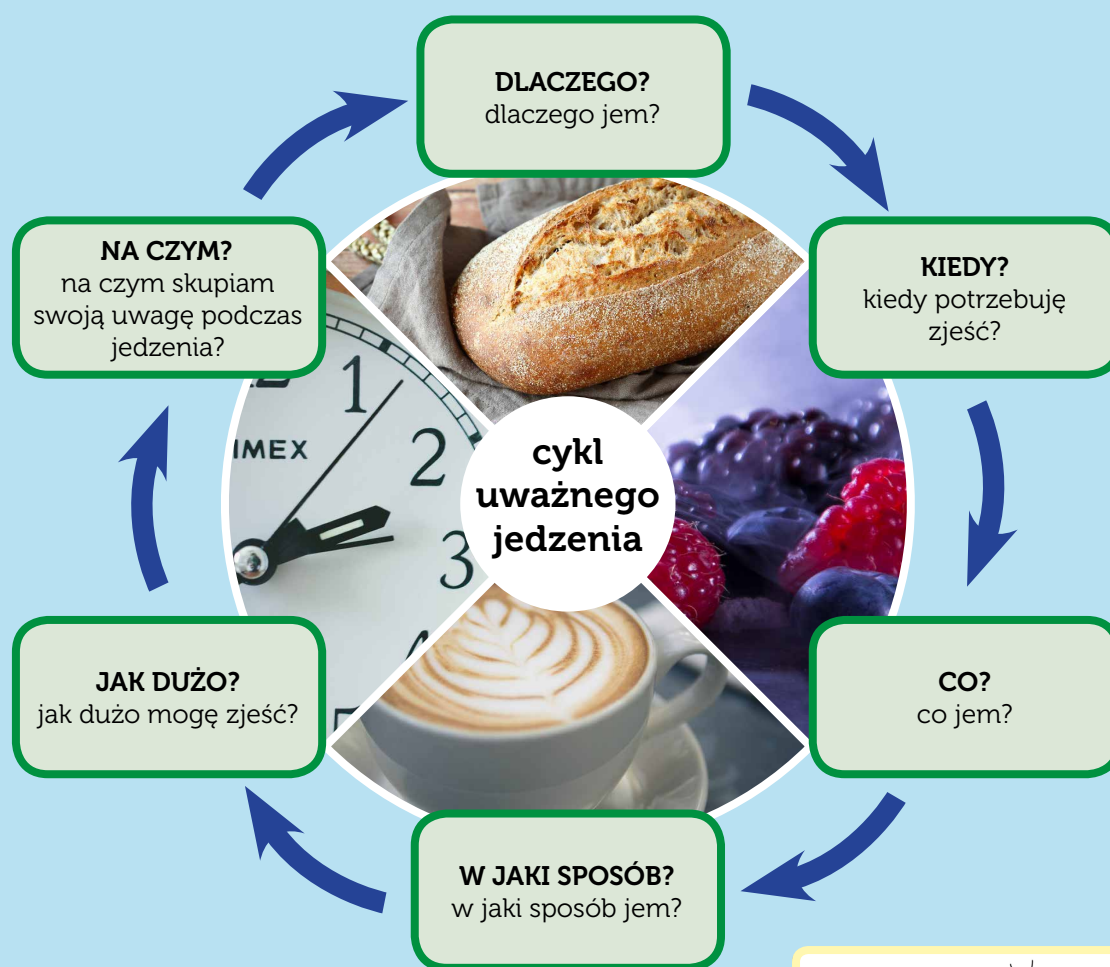 DLACZEGO?
dlaczego jem?
KIEDY?
kiedy potrzebuję
zjeść?
CO?
co jem?
W JAKI SPOSÓB?
w jaki sposób jem?
JAK DUŻO?
jak dużo mogę zjeść?
NA CZYM?
na czym skupiam
swoją uwagę podczas
jedzenia?
cykl
uważnego
jedzenia
1
IMEX
2
3